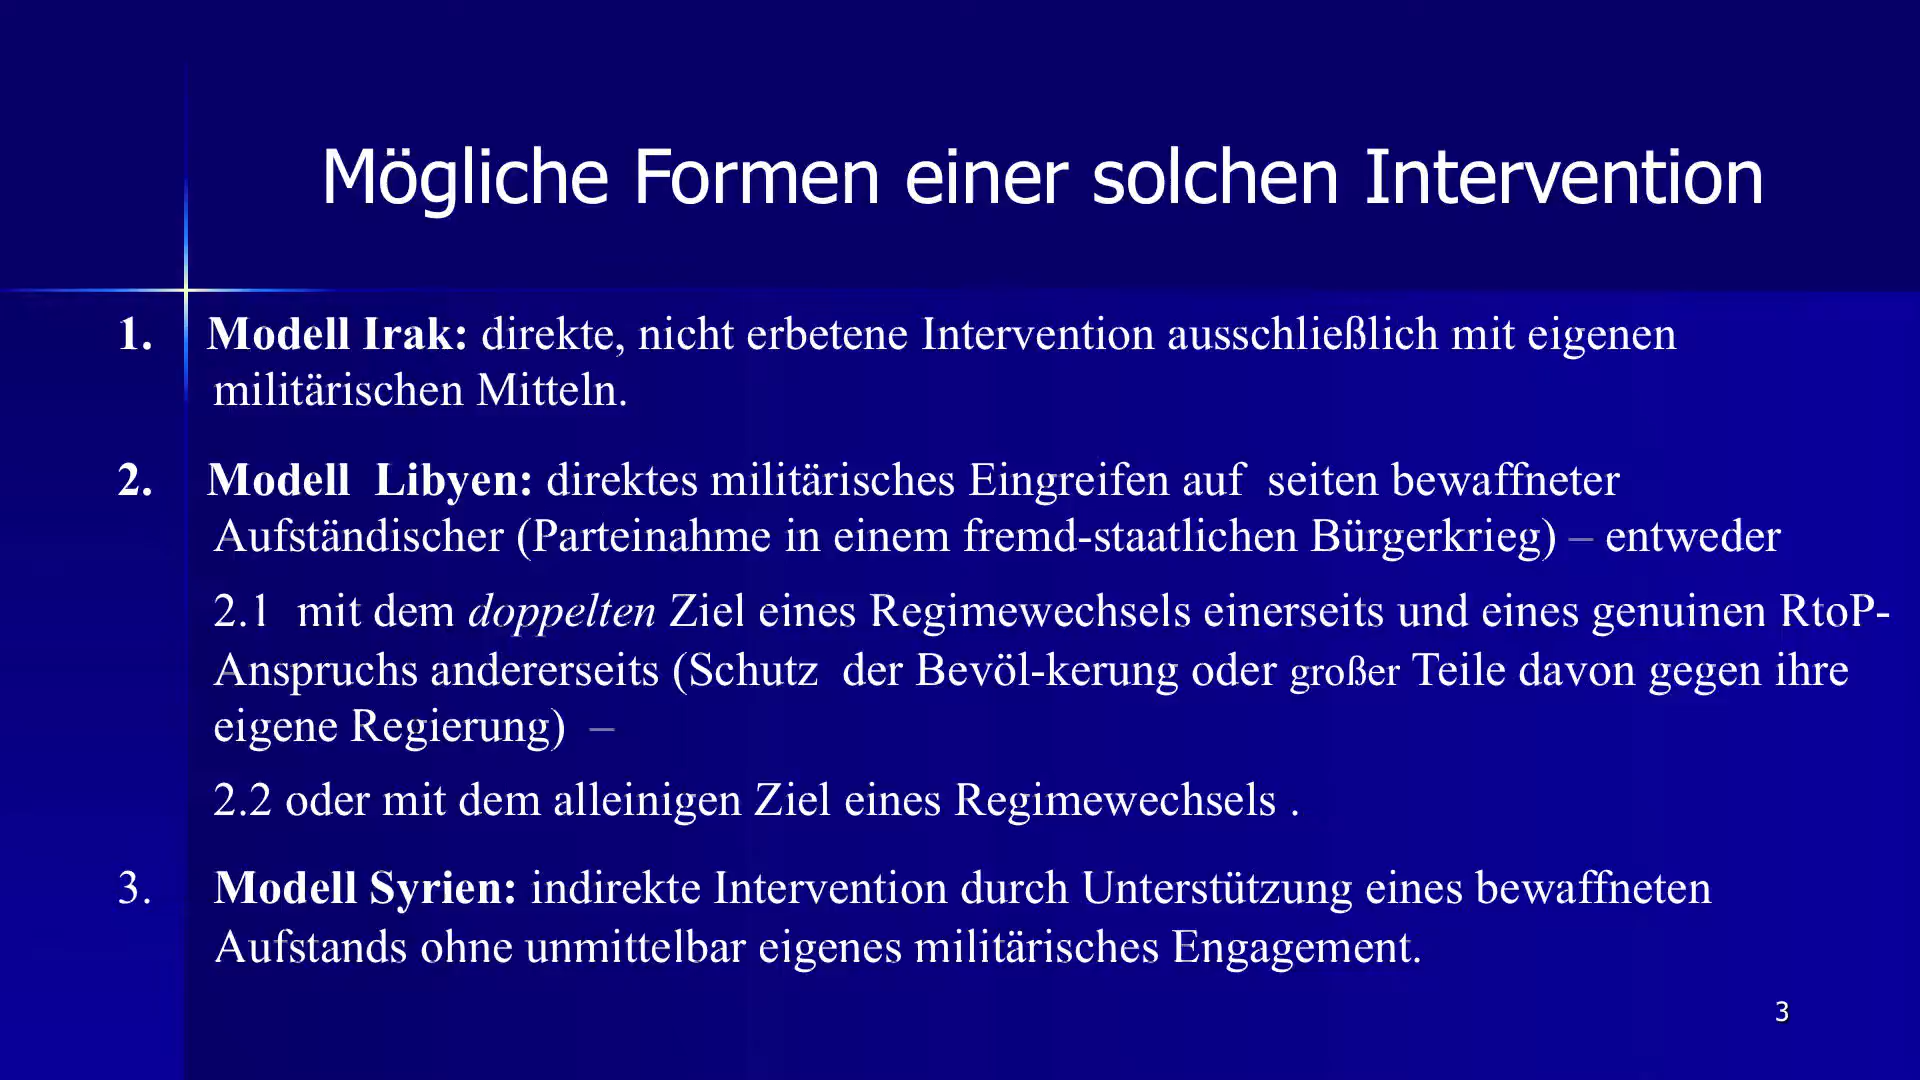 Mögliche Formen einer solchen Intervention
1. Modell Irak: direkte, nicht erbetene Intervention ausschließlich mit eigenen
militärischen Mitteln.
2. Modell Libyen: direktes militärisches Eingreifen auf seiten bewaffneter
Aufständischer (Parteinahme in einem fremd-staatlichen Bürgerkrieg) – entweder
2.1 mit dem doppelten Ziel eines Regimewechsels einerseits und eines genuinen RtoP-
Anspruchs andererseits (Schutz der Bevöl-kerung oder großer Teile davon gegen ihre
eigene Regierung) –
2.2 oder mit dem alleinigen Ziel eines Regimewechsels .
3. Modell Syrien: indirekte Intervention durch Unterstützung eines bewaffneten
Aufstands ohne unmittelbar eigenes militärisches Engagement.
3